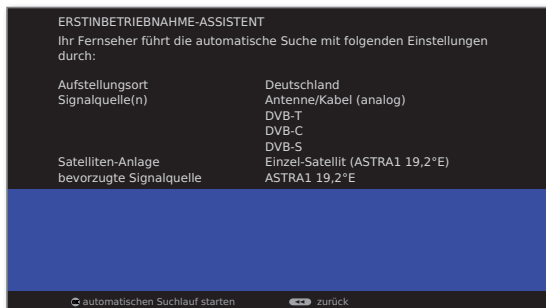 ERSTINBETRIEBNAHME-ASSISTENT
Ihr Fernseher führt die automatische Suche mit folgenden Einstellungen
durch:
Aufstellungsort Deutschland
Signalquelle(n) Antenne/Kabel (analog)
DVB-T
DVB-C
DVB-S
Satelliten-Anlage Einzel-Satellit (ASTRA1 19,2°E)
bevorzugte Signalquelle ASTRA1 19,2°E
OK automatischen Suchlauf starten zurück